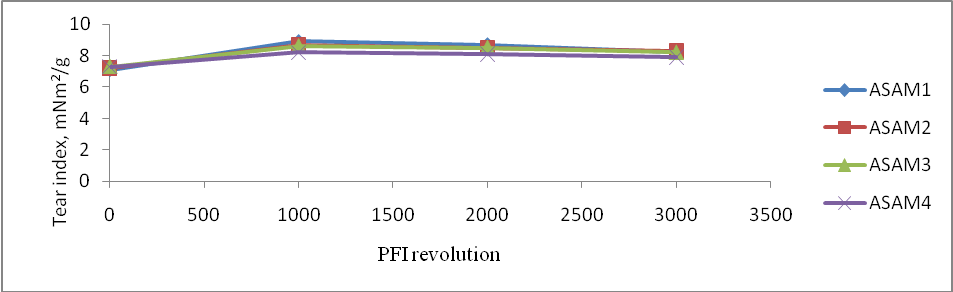 Tear index, mNm²/g
10
8
6
4
2
0
0 500 1000 1500 2000 2500 3000 3500
PFI revolution
ASAM1
ASAM2
ASAM3
ASAM4